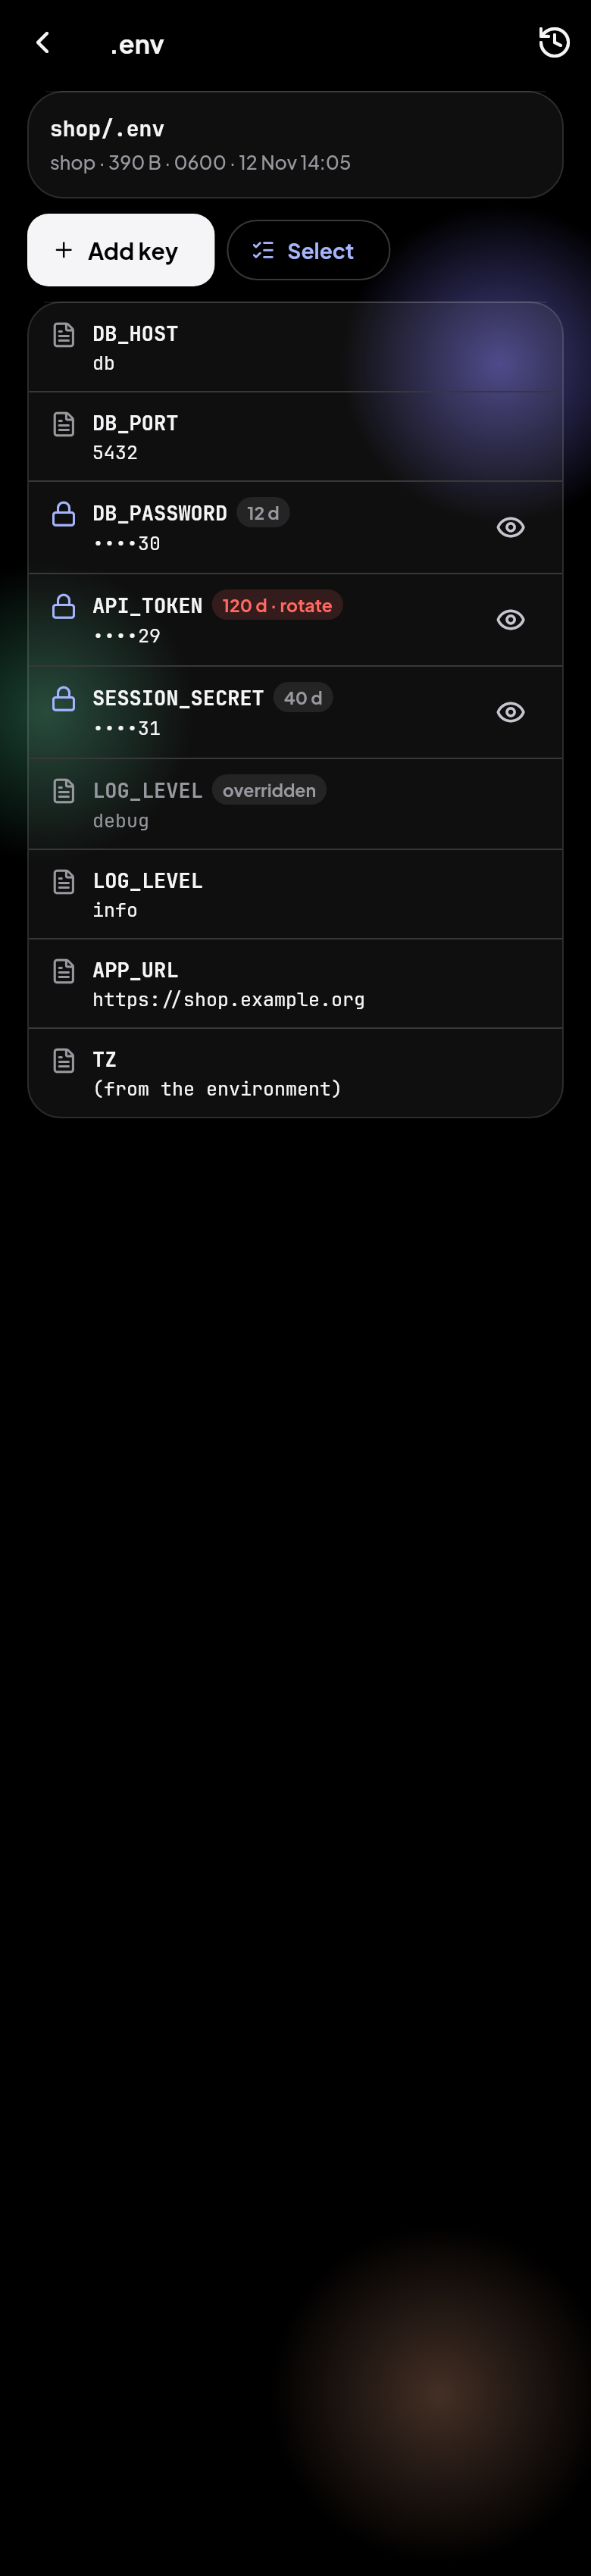 .env
shop/.env
shop · 390 B · 0600 · 12 Nov 14:05
Add key
Select
DB_HOST
db
DB_PORT
5432
DB_PASSWORD 12 d
••••30
API_TOKEN 120 d · rotate
••••29
SESSION_SECRET 40 d
••••31
LOG_LEVEL overridden
debug
LOG_LEVEL
info
APP_URL
https://shop.example.org
TZ
(from the environment)